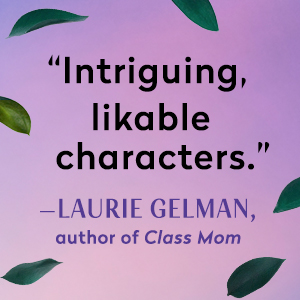 “Intriguing,
likable
characters.”
—LAURIE GELMAN,
author of Class Mom